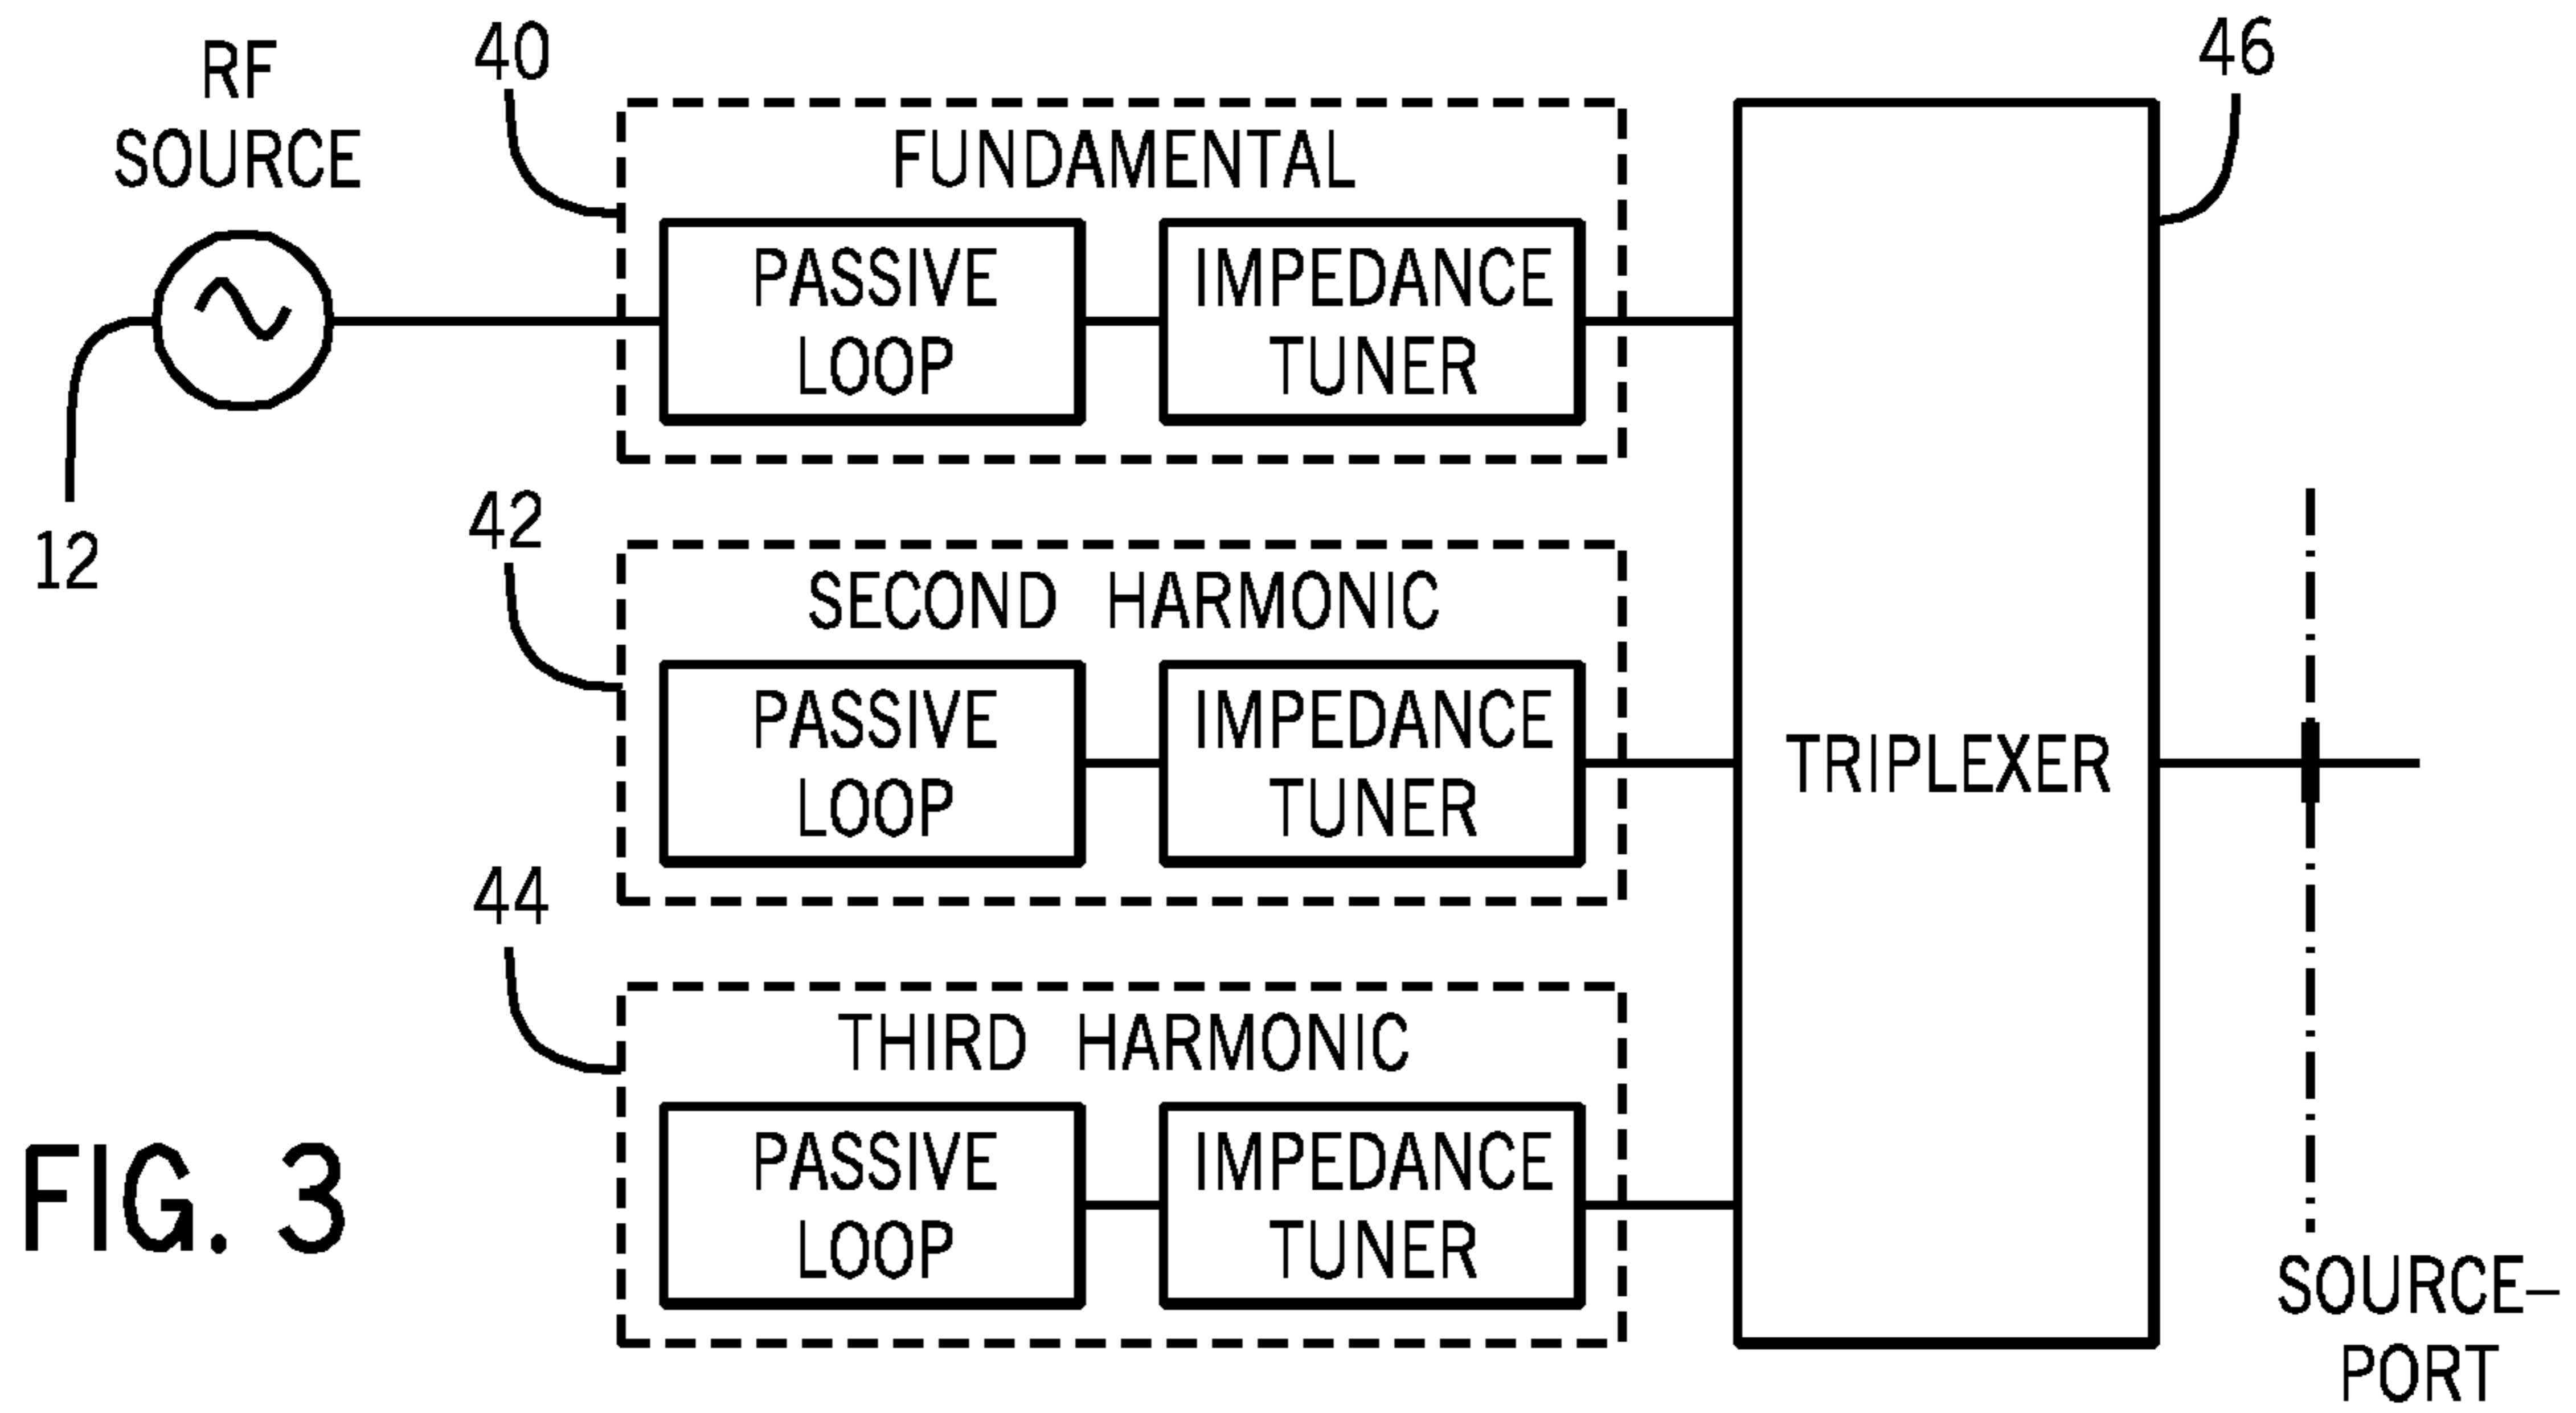 RF
SOURCE
12
40
FUNDAMENTAL
PASSIVE
LOOP
IMPEDANCE
TUNER
42
SECOND HARMONIC
PASSIVE
LOOP
IMPEDANCE
TUNER
44
THIRD HARMONIC
PASSIVE
LOOP
IMPEDANCE
TUNER
46
TRIPLEXER
SOURCE–
PORT
FIG. 3